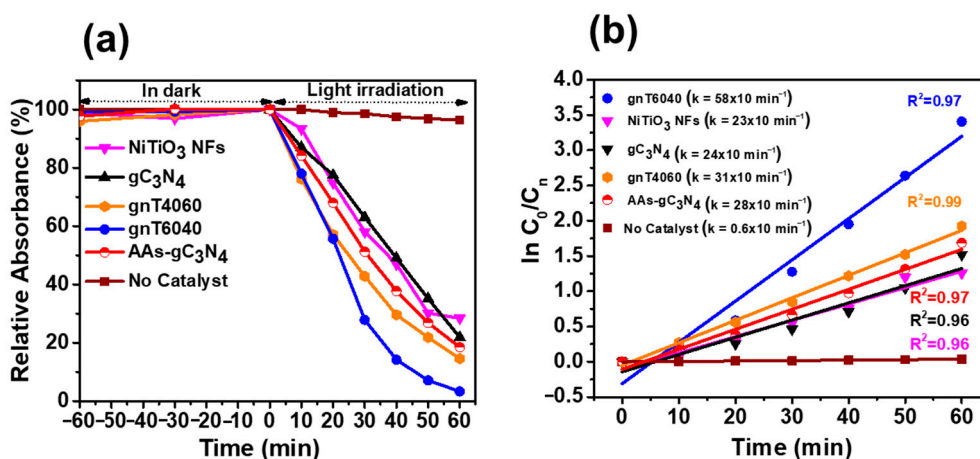 (a)
In dark
Light irradiation
Relative Absorbance (%)
100
80
60
40
20
0
NiTiO₃ NFs
gC₃N₄
gnT4060
gnT6040
AAs-gC₃N₄
No Catalyst
−60 −50 −40 −30 −20 −10 0 10 20 30 40 50 60
Time (min)
(b)
ln C₀/Cₙ
4.0
3.5
3.0
2.5
2.0
1.5
1.0
0.5
0.0
−0.5
gnT6040 (k = 58x10 min⁻¹)
NiTiO₃ NFs (k = 23x10 min⁻¹)
gC₃N₄ (k = 24x10 min⁻¹)
gnT4060 (k = 31x10 min⁻¹)
AAs-gC₃N₄ (k = 28x10 min⁻¹)
No Catalyst (k = 0.6x10 min⁻¹)
R²=0.97
R²=0.99
R²=0.97
R²=0.96
R²=0.96
0 10 20 30 40 50 60
Time (min)